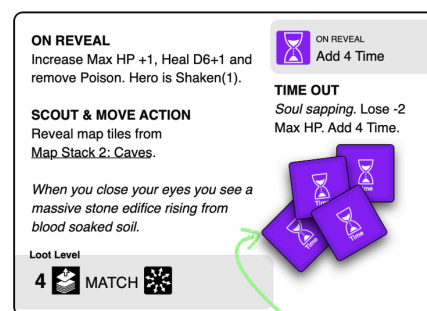 ON REVEAL
Increase Max HP +1, Heal D6+1 and
remove Poison. Hero is Shaken(1).
SCOUT & MOVE ACTION
Reveal map tiles from
Map Stack 2: Caves.
When you close your eyes you see a
massive stone edifice rising from
blood soaked soil.
Loot Level
4 MATCH
ON REVEAL
Add 4 Time
TIME OUT
Soul sapping. Lose -2
Max HP. Add 4 Time.
Time
Time
Time
Time